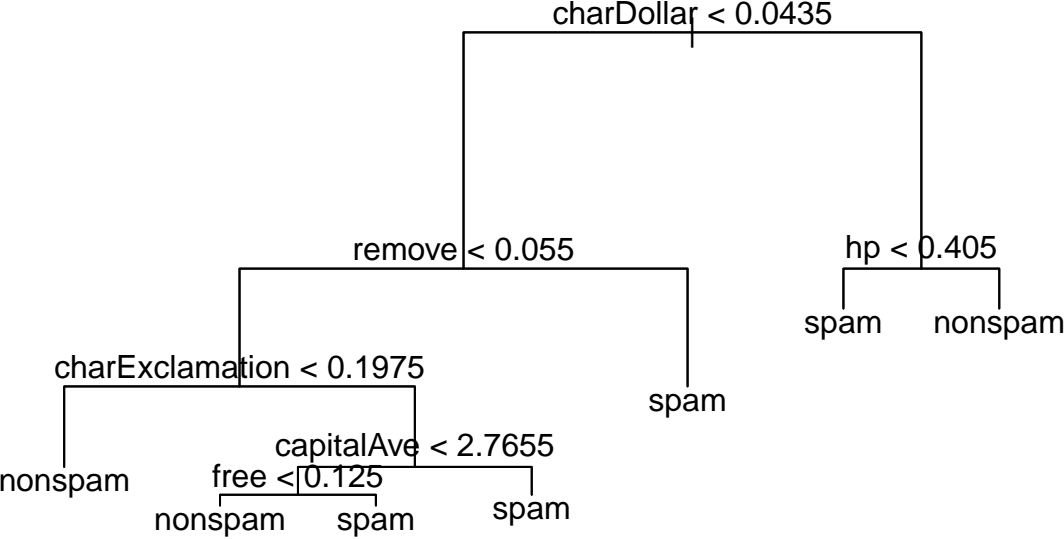 charDollar < 0.0435
remove < 0.055
hp < 0.405
spam
nonspam
charExclamation < 0.1975
spam
capitalAve < 2.7655
nonspam
free < 0.125
spam
nonspam
spam